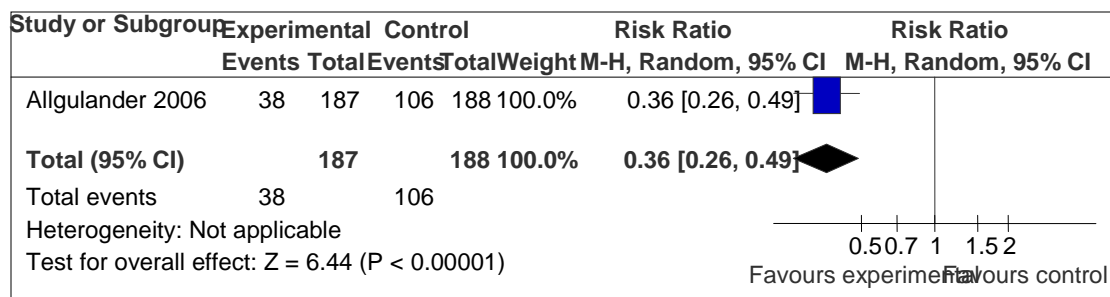 Study or Subgroup Experimental Control Risk Ratio Risk Ratio
Events Total Events Total Weight M-H, Random, 95% CI M-H, Random, 95% CI
Allgulander 2006 38 187 106 188 100.0% 0.36 [0.26, 0.49]
Total (95% CI) 187 188 100.0% 0.36 [0.26, 0.49]
Total events 38 106
Heterogeneity: Not applicable
Test for overall effect: Z = 6.44 (P < 0.00001)
0.5 0.7 1 1.5 2
Favours experimental Favours control